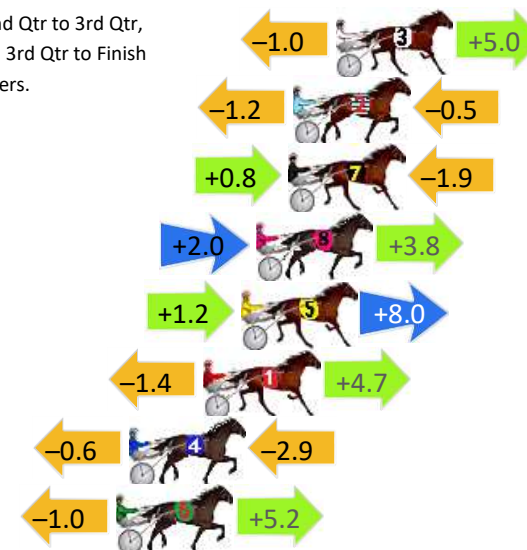 nd Qtr to 3rd Qtr,
3rd Qtr to Finish
ers.
–1.0 3 +5.0
–1.2 –0.5
+0.8 7 –1.9
+2.0 8 +3.8
+1.2 5 +8.0
–1.4 1 +4.7
–0.6 4 –2.9
–1.0 6 +5.2